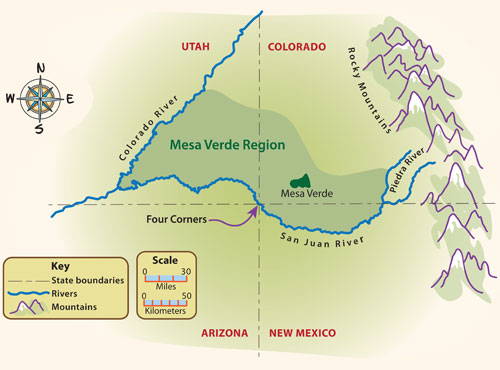 UTAH
COLORADO
N
W
E
S
Colorado River
Rocky Mountains
Mesa Verde Region
Piedra River
Mesa Verde
Four Corners
San Juan River
Key
State boundaries
Rivers
Mountains
Scale
0 30
Miles
0 50
Kilometers
ARIZONA
NEW MEXICO